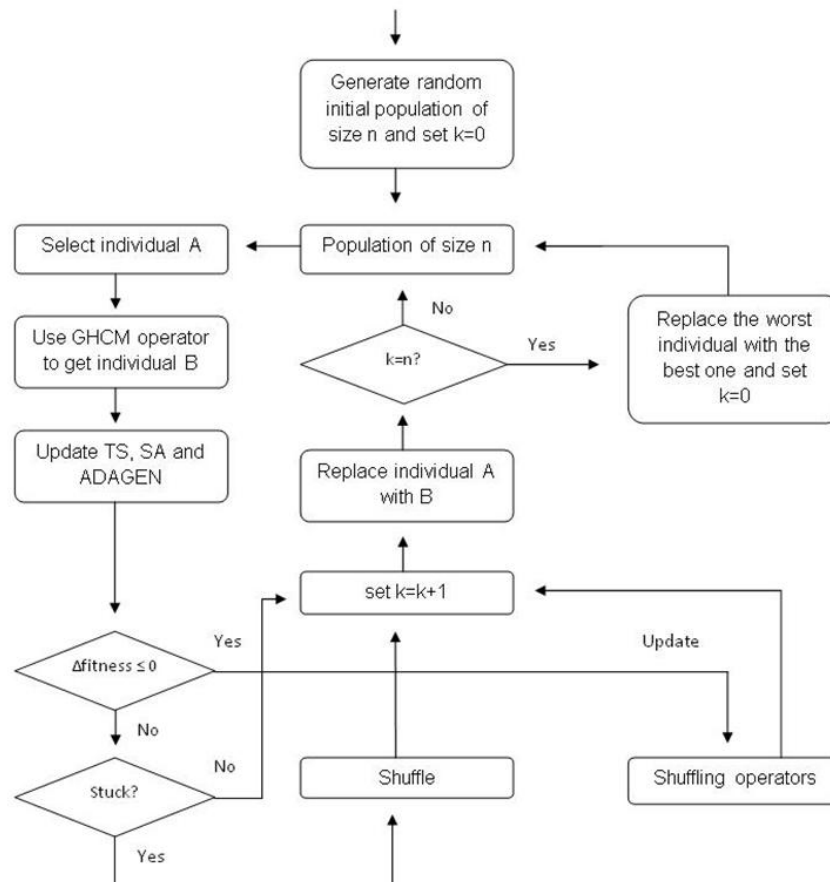 Generate random
initial population of
size n and set k=0
Select individual A
Population of size n
Use GHCM operator
to get individual B
No
k=n?
Yes
Replace the worst
individual with the
best one and set
k=0
Update TS, SA and
ADAGEN
Replace individual A
with B
set k=k+1
Δfitness ≤ 0
Yes
Update
No
Stuck?
No
Shuffle
Shuffling operators
Yes